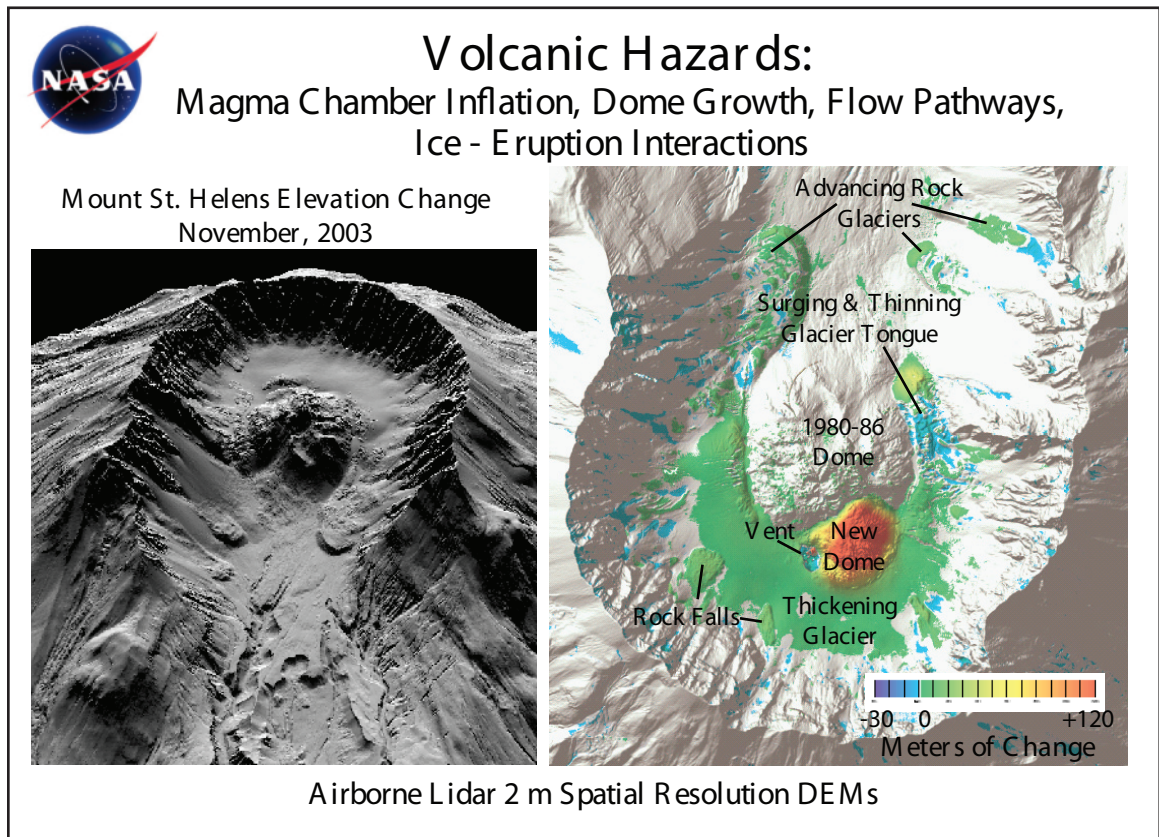 NASA
Volcanic Hazards:
Magma Chamber Inflation, Dome Growth, Flow Pathways,
Ice - Eruption Interactions
Mount St. Helens Elevation Change
November, 2003
Advancing Rock
Glaciers
Surging & Thinning
Glacier Tongue
1980-86
Dome
Vent
New
Dome
Rock Falls
Thickening
Glacier
-30 0 +120
Meters of Change
Airborne Lidar 2 m Spatial Resolution DEMs